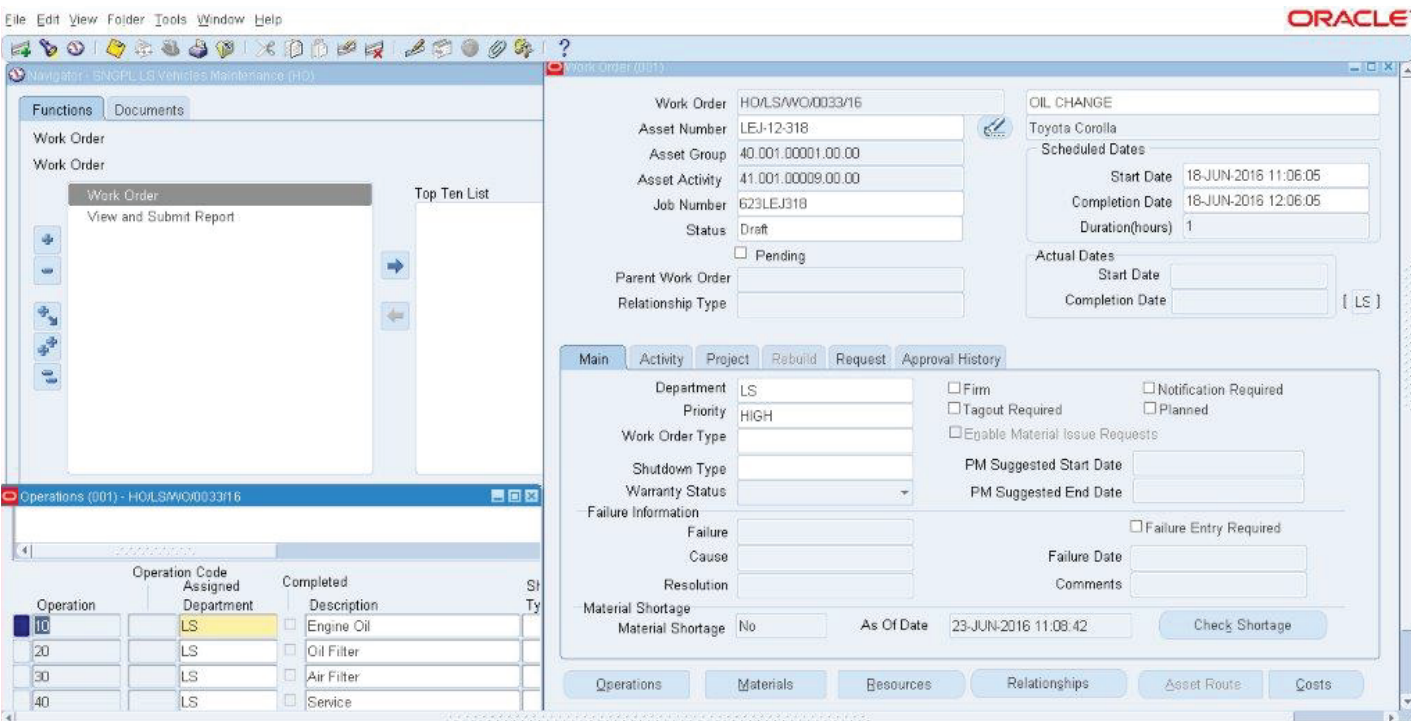 File Edit View Folder Tools Window Help
ORACLE
Navigator - SNGPL LS Vehicles Maintenance (HO)
Functions Documents
Work Order
Work Order
Work Order
View and Submit Report
Top Ten List
Work Order (001)
Work Order HO/LS/WO/0033/16 OIL CHANGE
Asset Number LEJ-12-318 Toyota Corolla
Asset Group 40.001.00001.00.00
Asset Activity 41.001.00009.00.00
Job Number 623LEJ318
Status Draft
Pending
Parent Work Order
Relationship Type
Scheduled Dates
Start Date 18-JUN-2016 11:06:05
Completion Date 18-JUN-2016 12:06:05
Duration(hours) 1
Actual Dates
Start Date
Completion Date
[ LS ]
Main Activity Project Rebuild Request Approval History
Department LS
Priority HIGH
Work Order Type
Shutdown Type
Warranty Status
Firm Notification Required
Tagout Required Planned
Enable Material Issue Requests
PM Suggested Start Date
PM Suggested End Date
Failure Information
Failure
Cause
Resolution
Failure Entry Required
Failure Date
Comments
Material Shortage
Material Shortage No As Of Date 23-JUN-2016 11:08:42 Check Shortage
Operations Materials Resources Relationships Asset Route Costs
Operations (001) - HO/LS/WO/0033/16
Operation Code
Assigned Completed Sh
Operation Department Description Ty
10 LS Engine Oil
20 LS Oil Filter
30 LS Air Filter
40 LS Service